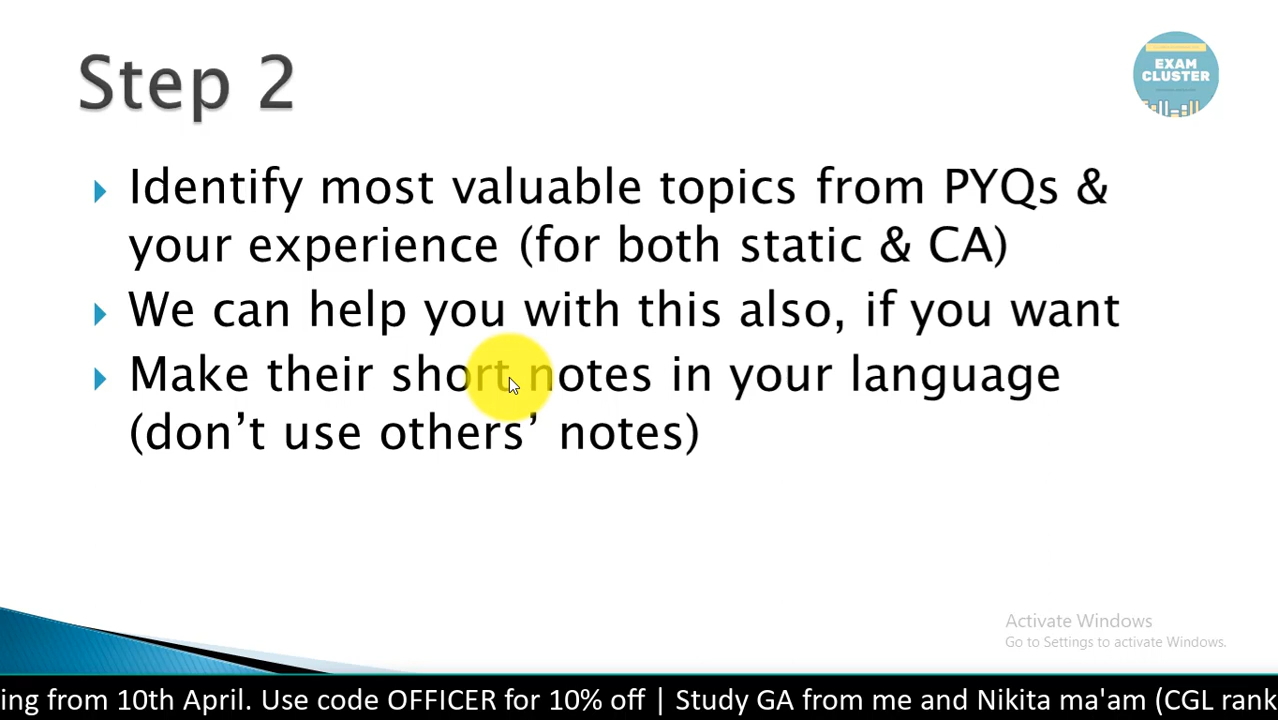 Step 2
EXAM
CLUSTER
Identify most valuable topics from PYQs &
your experience (for both static & CA)
We can help you with this also, if you want
Make their short notes in your language
(don’t use others’ notes)
Activate Windows
Go to Settings to activate Windows.
ing from 10th April. Use code OFFICER for 10% off | Study GA from me and Nikita ma'am (CGL rank